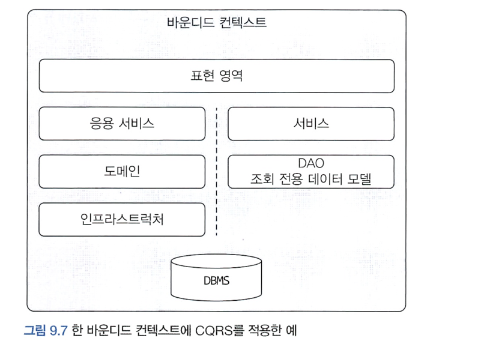 바운디드 컨텍스트
표현 영역
응용 서비스
서비스
도메인
DAO
조회 전용 데이터 모델
인프라스트럭처
DBMS
그림 9.7 한 바운디드 컨텍스트에 CQRS를 적용한 예